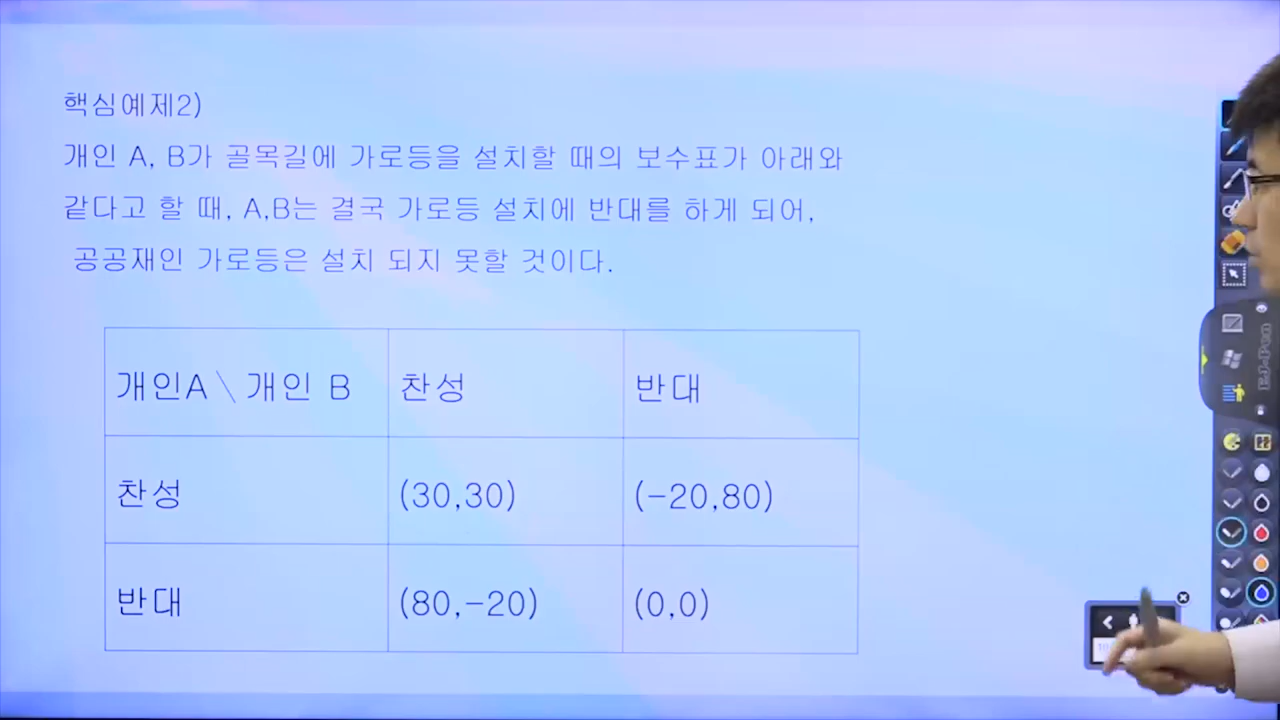 핵심예제2)
개인 A, B가 골목길에 가로등을 설치할 때의 보수표가 아래와
같다고 할 때, A,B는 결국 가로등 설치에 반대를 하게 되어,
공공재인 가로등은 설치 되지 못할 것이다.
개인A \ 개인 B 찬성 반대
찬성 (30,30) (-20,80)
반대 (80,-20) (0,0)